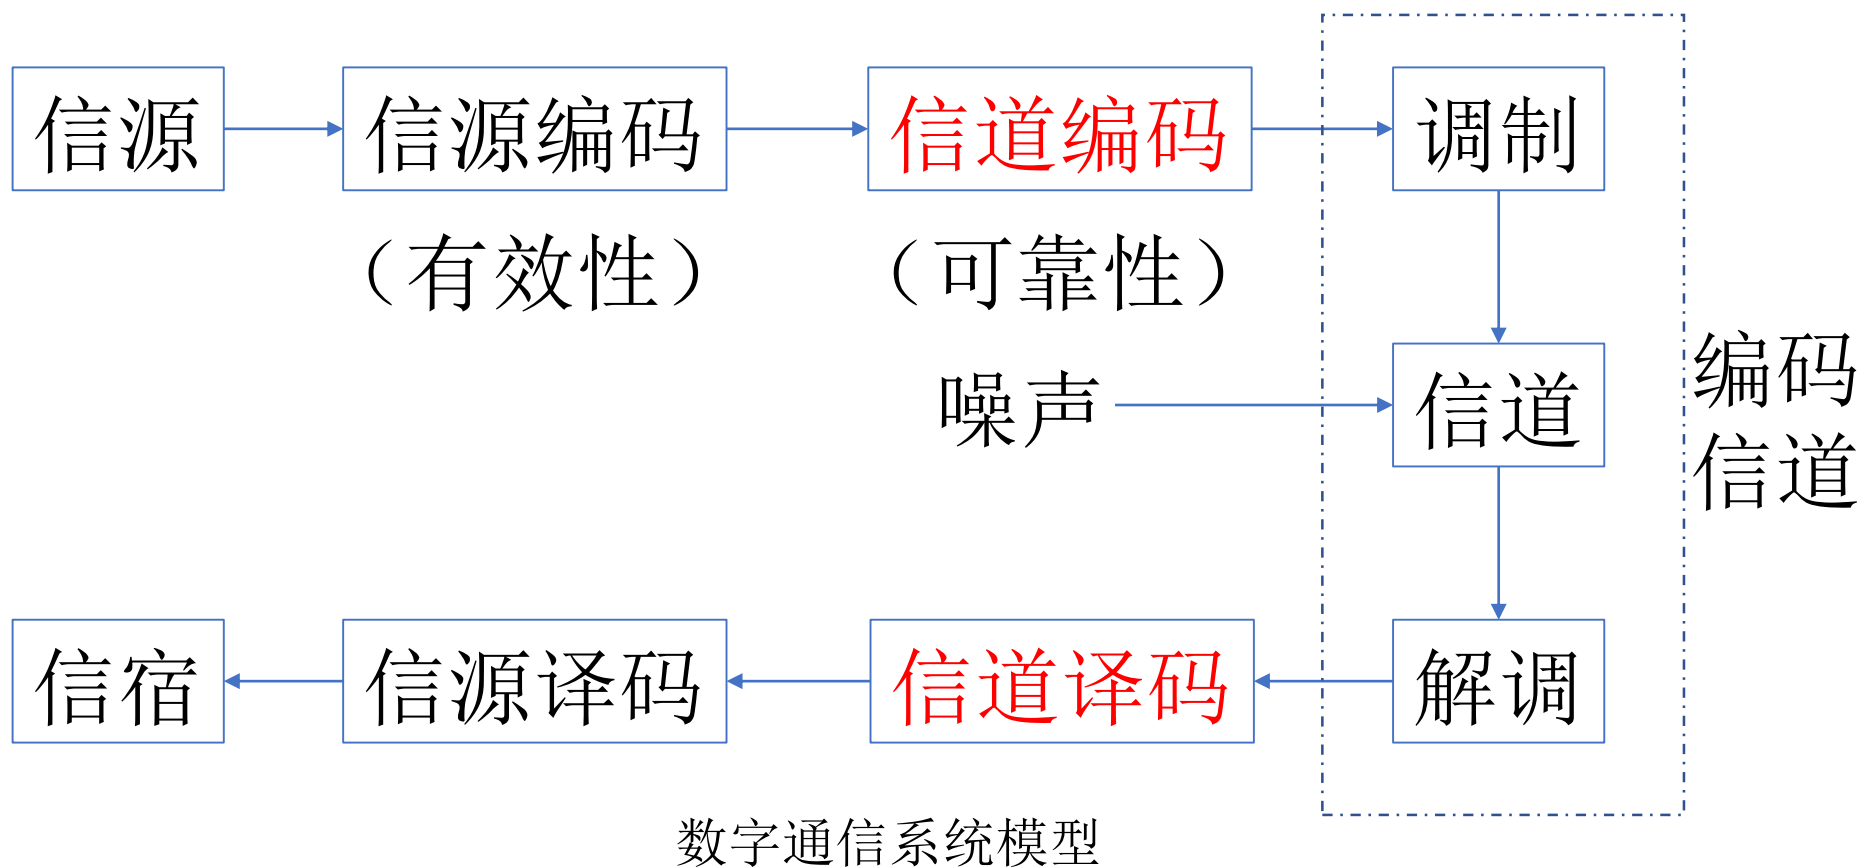 信源
信源编码
信道编码
调制
（有效性）
（可靠性）
噪声
信道
编码
信道
信宿
信源译码
信道译码
解调
数字通信系统模型